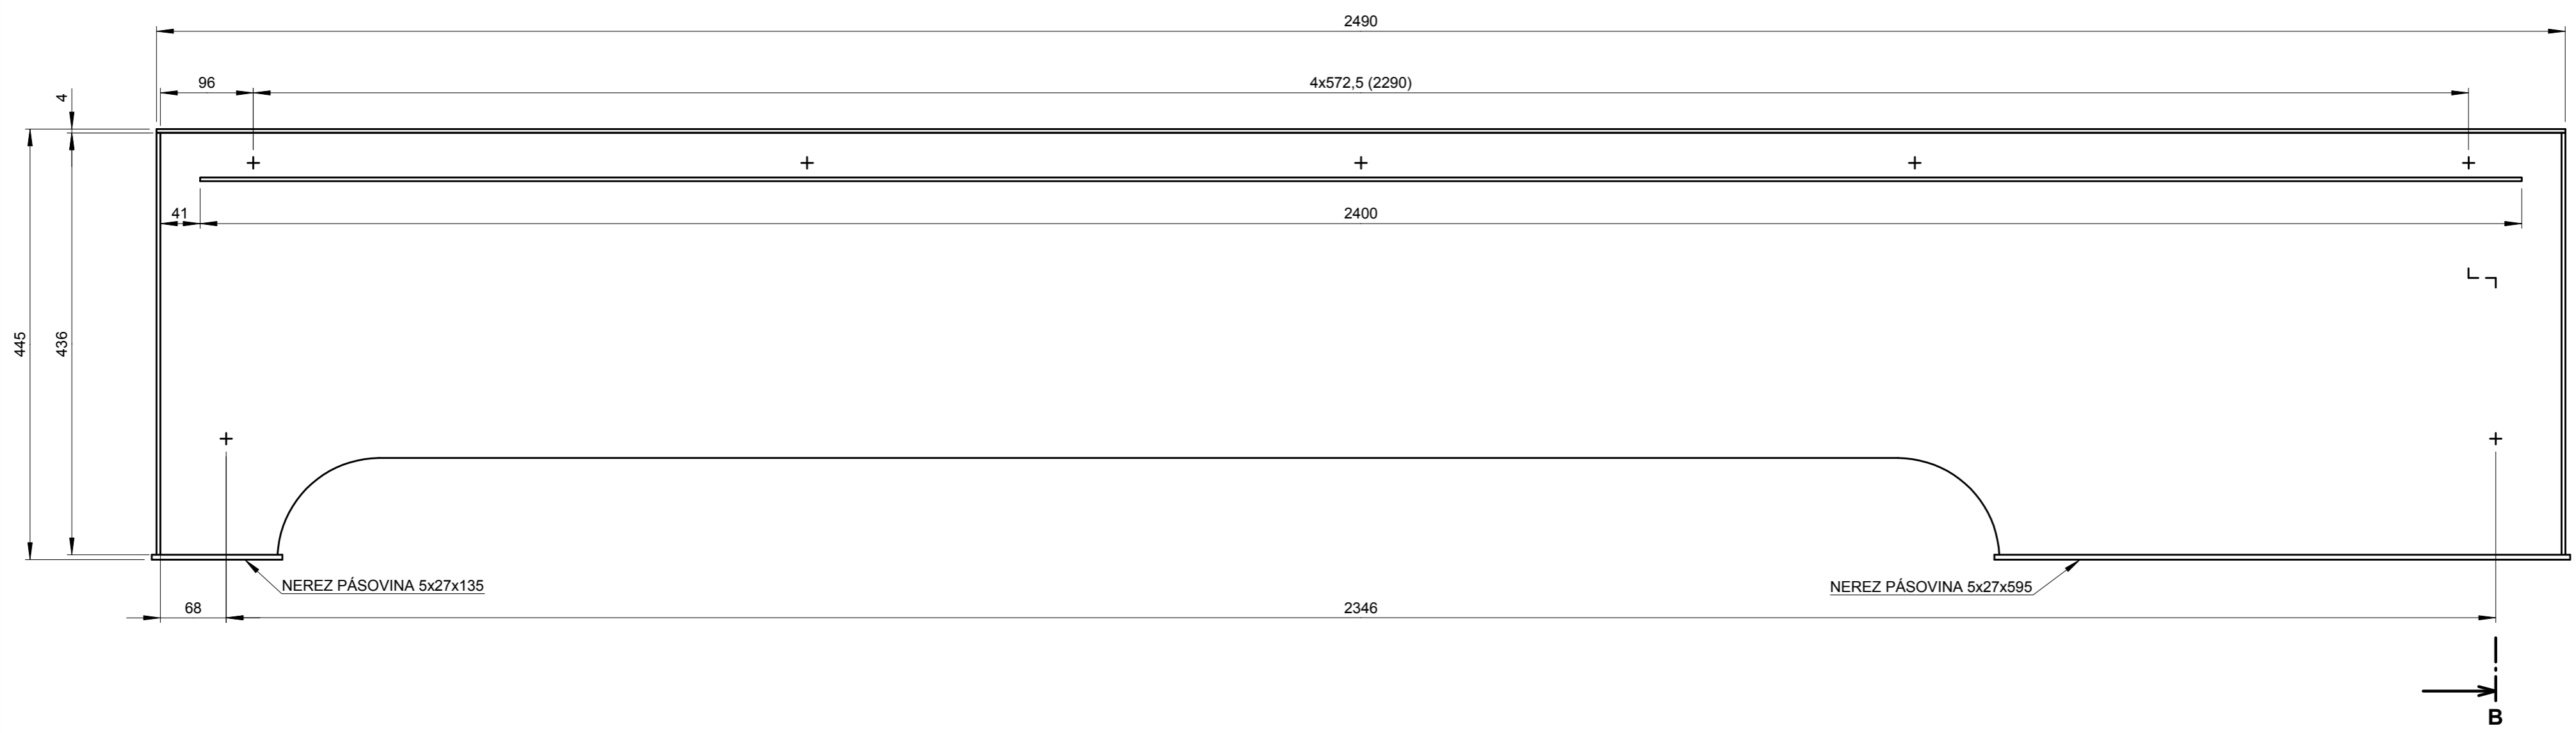 2490
96
4x572,5 (2290)
4
41
2400
445
436
NEREZ PÁSOVINA 5x27x135
NEREZ PÁSOVINA 5x27x595
68
2346
B